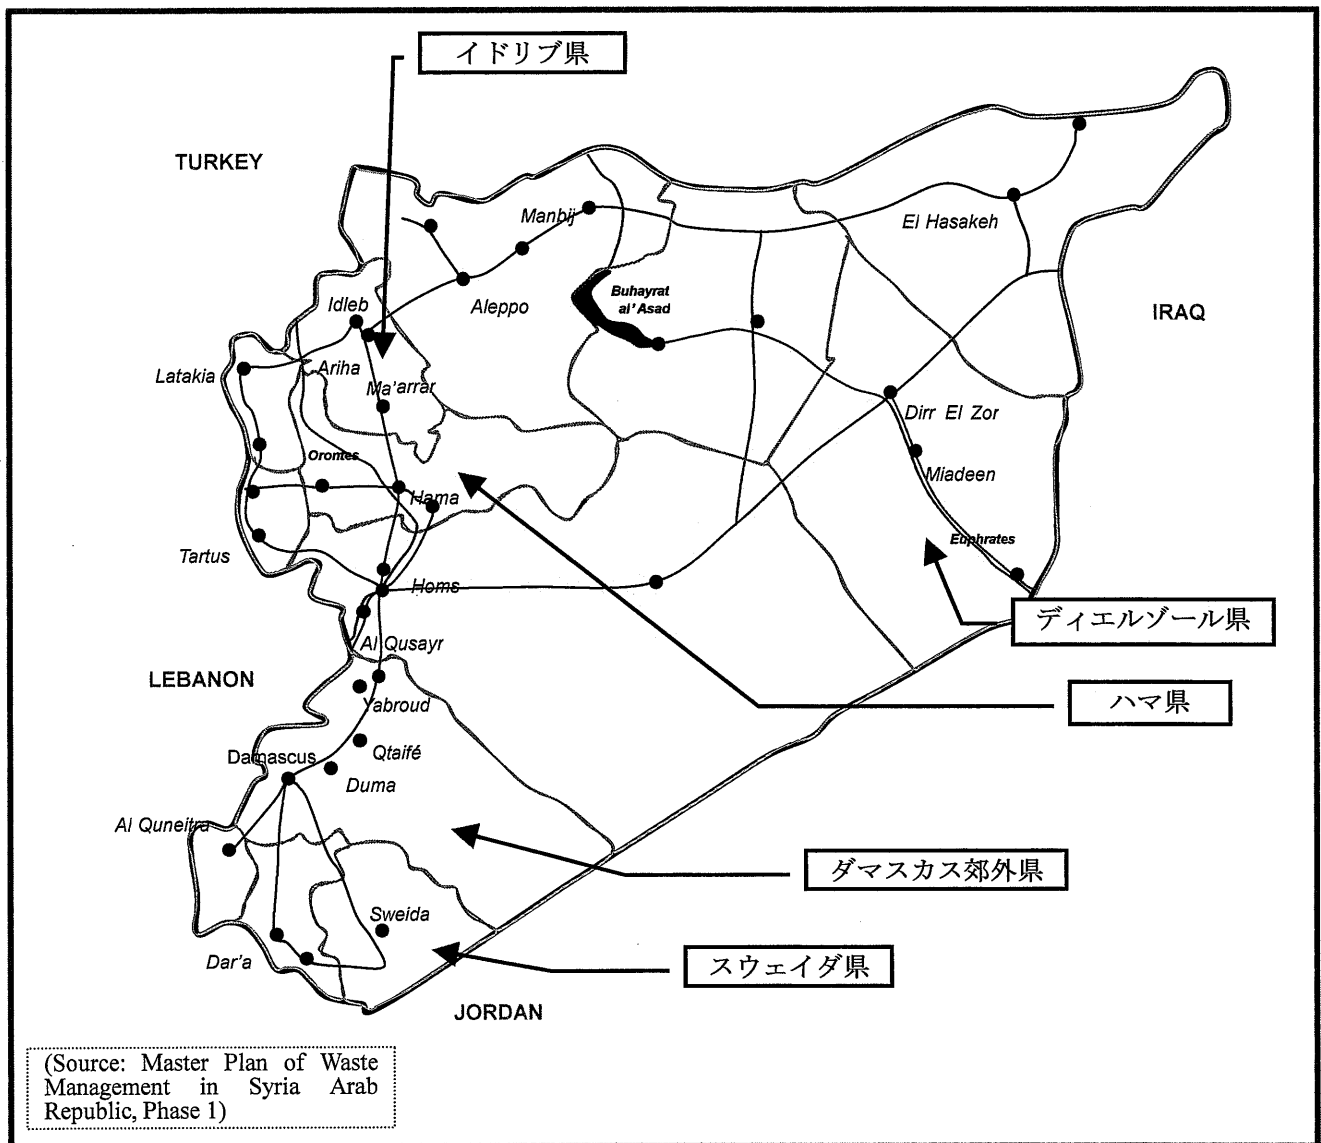 イドリブ県
TURKEY
Manbij
El Hasakeh
Buhayrat
al' Asad
Idleb
Aleppo
IRAQ
Ariha
Latakia
Ma'arrar
Dirr El Zor
Orontes
Miadeen
Hama
Euphrates
Tartus
Homs
ディエルゾール県
Al Qusayr
LEBANON
ハマ県
Yabroud
Qtaifé
Damascus
Duma
Al Quneitra
ダマスカス郊外県
Sweida
スウェイダ県
Dar'a
JORDAN
(Source: Master Plan of Waste
Management in Syria Arab
Republic, Phase 1)